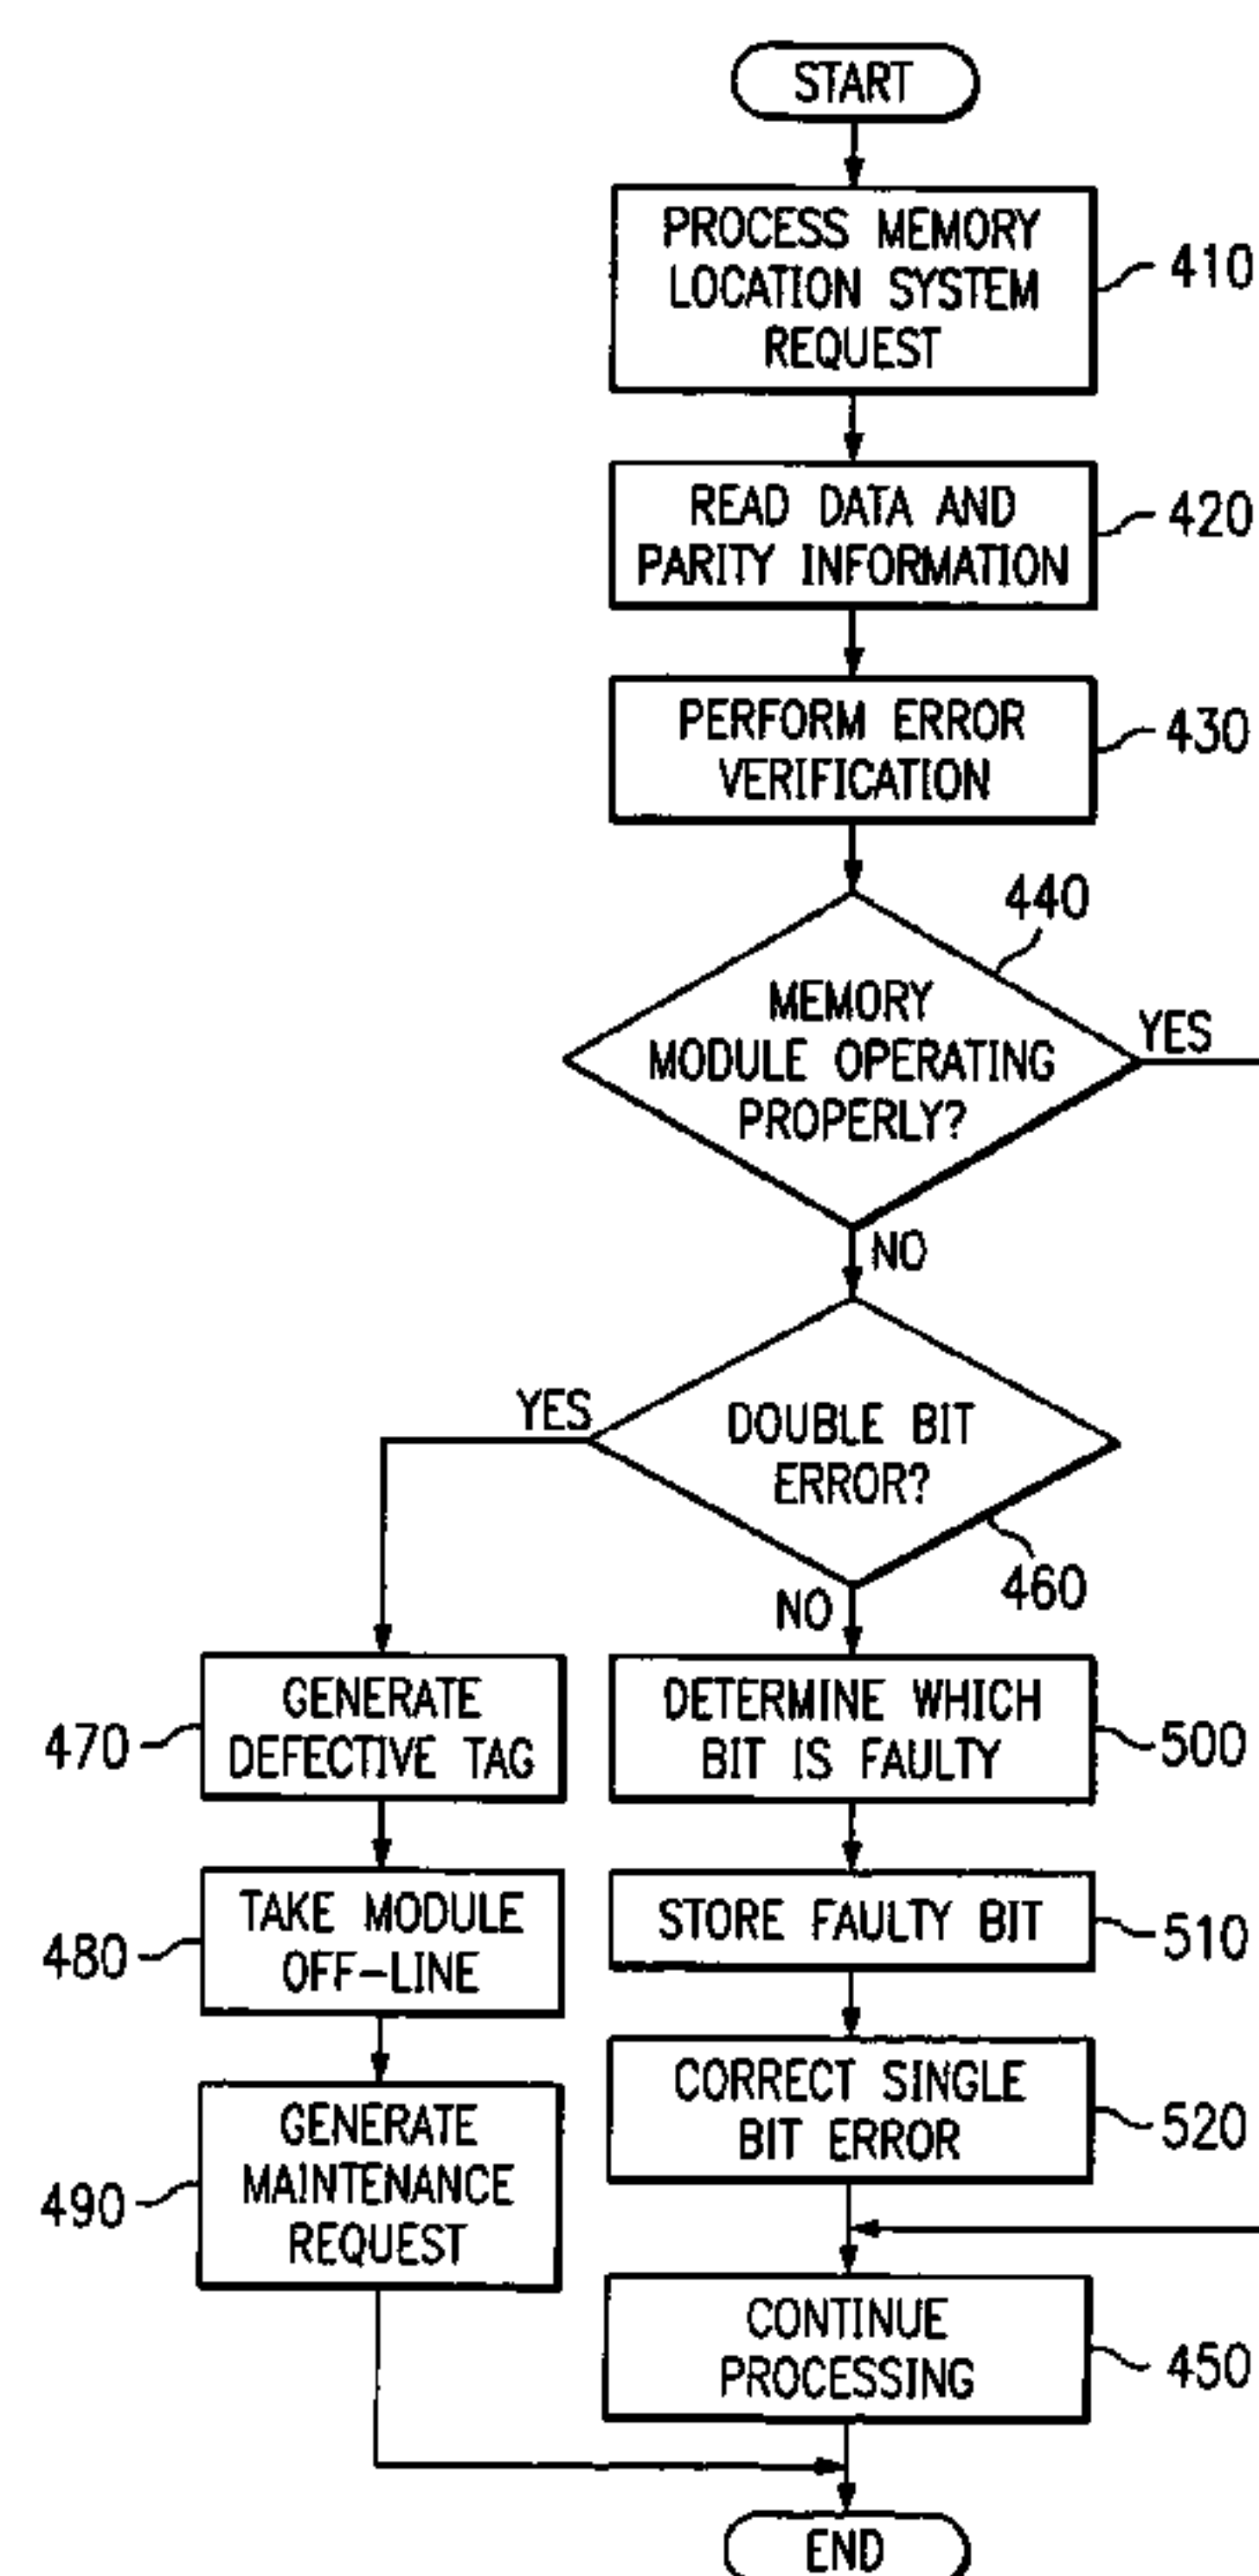 START
PROCESS MEMORY
LOCATION SYSTEM
REQUEST
410
READ DATA AND
PARITY INFORMATION
420
PERFORM ERROR
VERIFICATION
430
440
MEMORY
MODULE OPERATING
PROPERLY?
YES
NO
YES
DOUBLE BIT
ERROR?
460
NO
GENERATE
DEFECTIVE TAG
470
DETERMINE WHICH
BIT IS FAULTY
500
TAKE MODULE
OFF-LINE
480
STORE FAULTY BIT
510
CORRECT SINGLE
BIT ERROR
520
GENERATE
MAINTENANCE
REQUEST
490
CONTINUE
PROCESSING
450
END